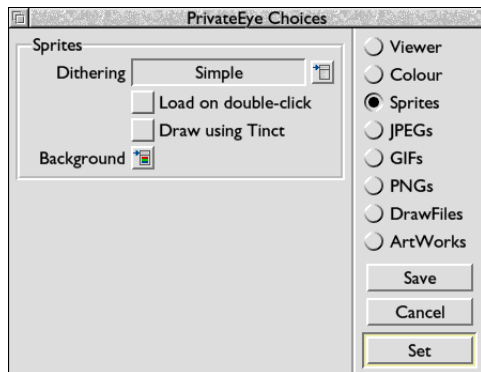 PrivateEye Choices
Sprites
Dithering Simple
Load on double-click
Draw using Tinct
Background
Viewer
Colour
Sprites
JPEGs
GIFs
PNGs
DrawFiles
ArtWorks
Save
Cancel
Set